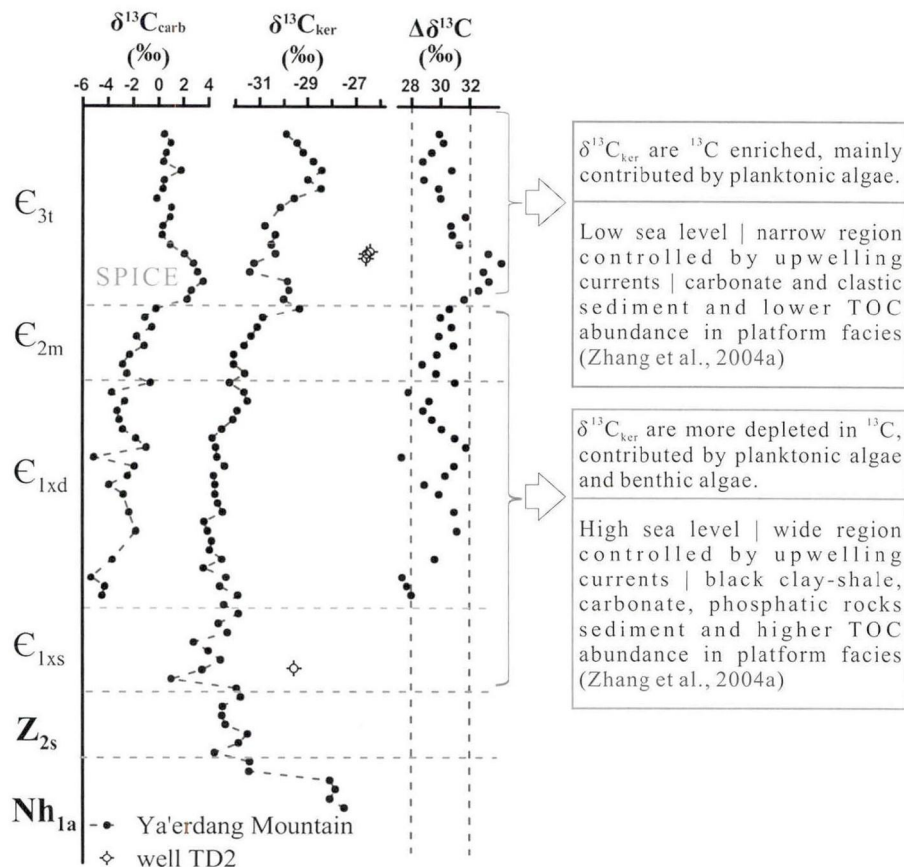 δ¹³Ccarb δ¹³Cker Δδ¹³C
(‰) (‰) (‰)
-6 -4 -2 0 2 4 -31 -29 -27 28 30 32
Є3t
SPICE
Є2m
Є1xd
Є1xs
Z2s
Nh1a
Ya'erdang Mountain
well TD2
δ¹³Cker are ¹³C enriched, mainly
contributed by planktonic algae.
Low sea level | narrow region
controlled by upwelling
currents | carbonate and clastic
sediment and lower TOC
abundance in platform facies
(Zhang et al., 2004a)
δ¹³Cker are more depleted in ¹³C,
contributed by planktonic algae
and benthic algae.
High sea level | wide region
controlled by upwelling
currents | black clay-shale,
carbonate, phosphatic rocks
sediment and higher TOC
abundance in platform facies
(Zhang et al., 2004a)